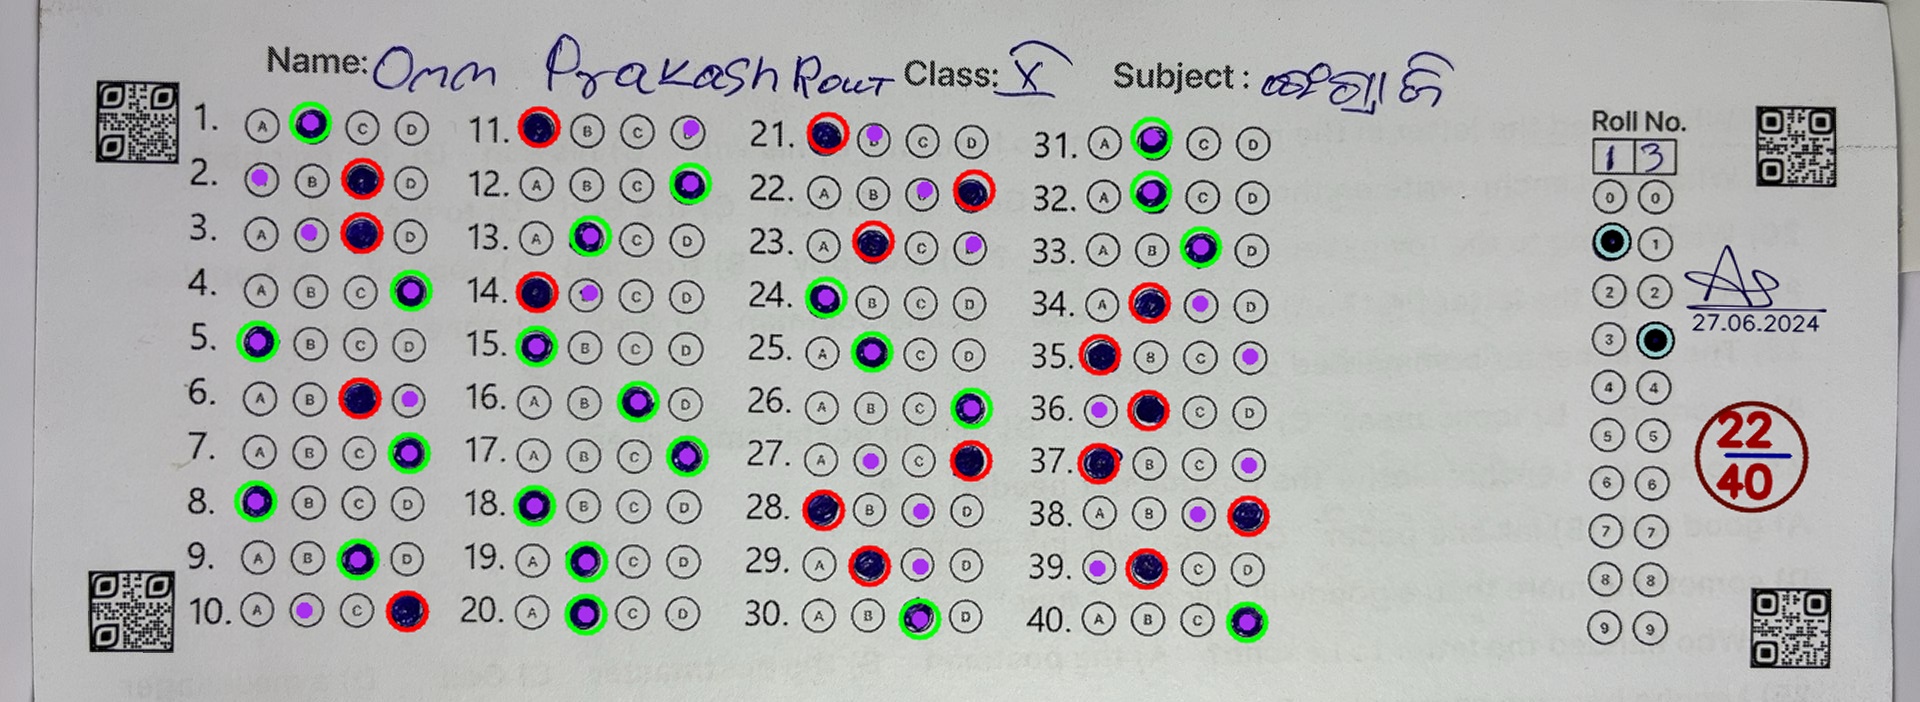 Name: Omm Prakash Rout Class: X Subject: ଇଂରାଜି
Roll No.
1 3
1. A C D 11. B C 21. C D 31. A C D
2. B D 12. A B C 22. A B 32. A C D
3. A D 13. A C D 23. A C 33. A B D
4. A B C 14. C D 24. B C D 34. A D
5. B C D 15. B C D 25. A C D 35. B C
6. A B 16. A B D 26. A B C 36. C D
7. A B C 17. A B C 27. A C 37. B C
8. B C D 18. B C D 28. B D 38. A B
9. A B D 19. A C D 29. A D 39. C D
10. A C 20. A C D 30. A B D 40. A B C
0 0
1
2 2
3
4 4
5 5
6 6
7 7
8 8
9 9
27.06.2024
22
40